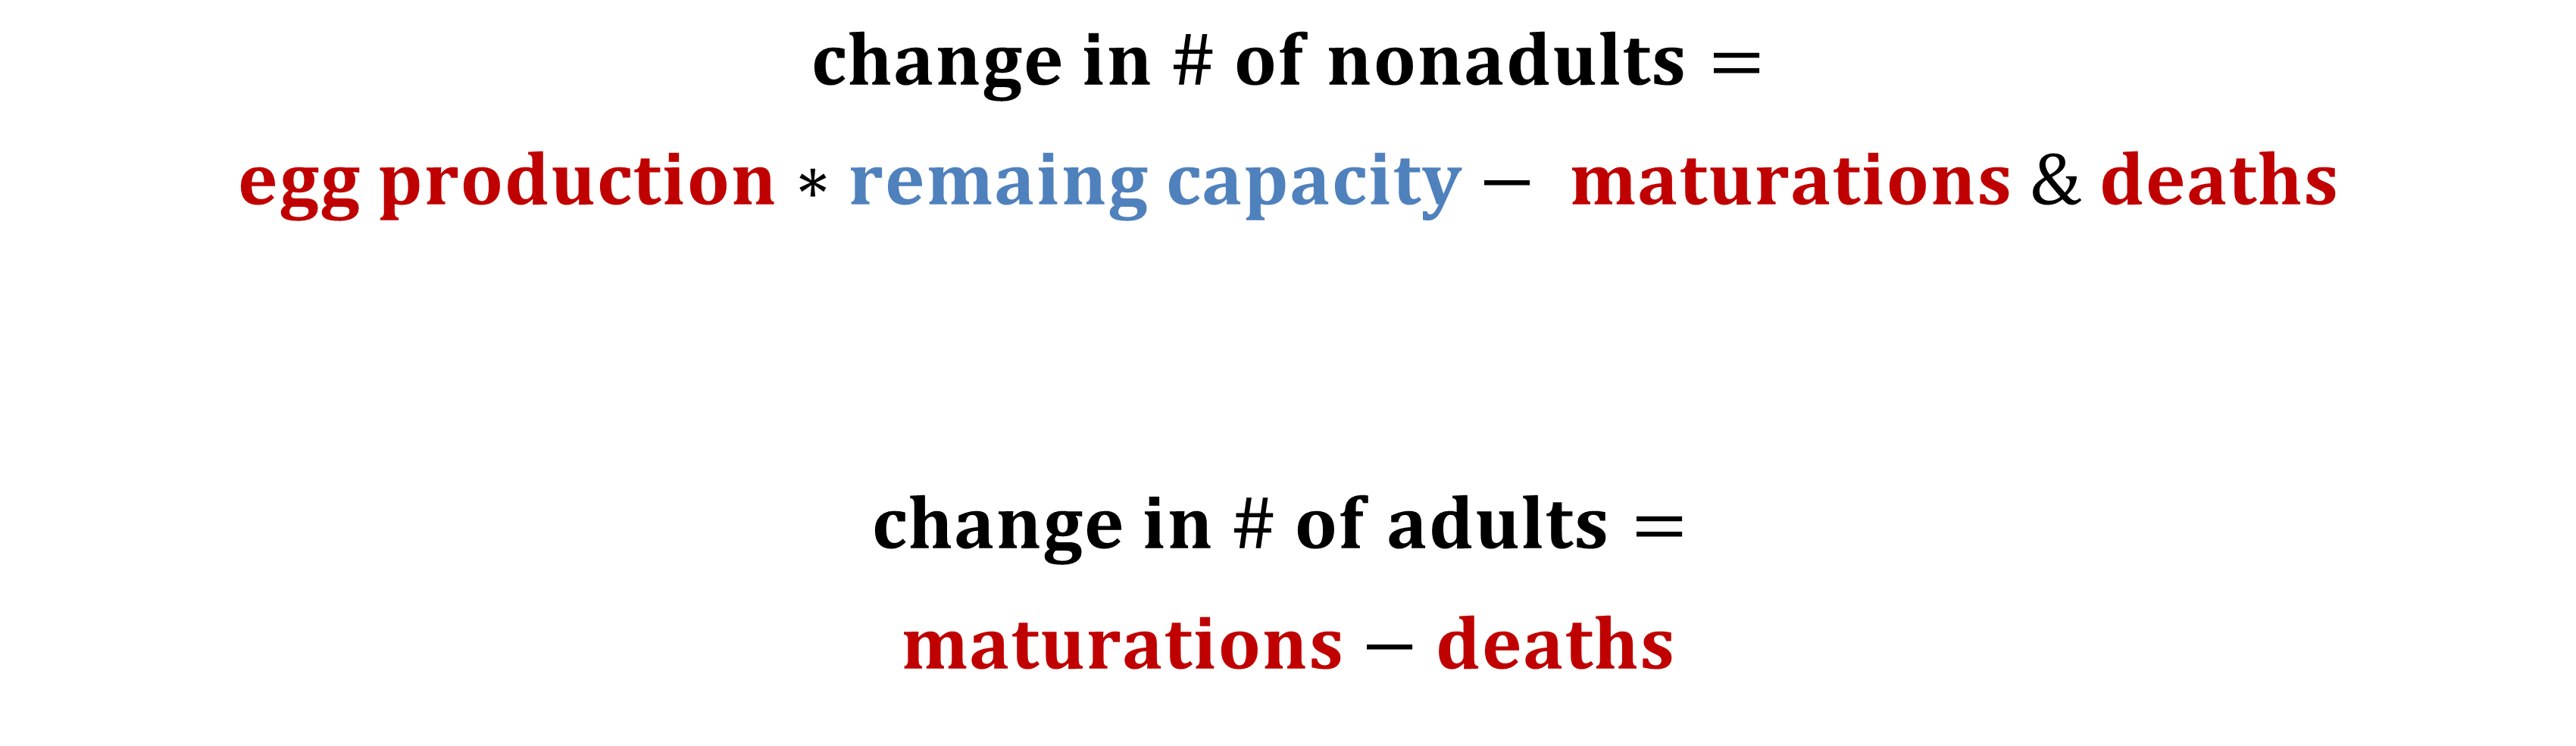 change in # of nonadults =
egg production * remaing capacity − maturations & deaths
change in # of adults =
maturations − deaths